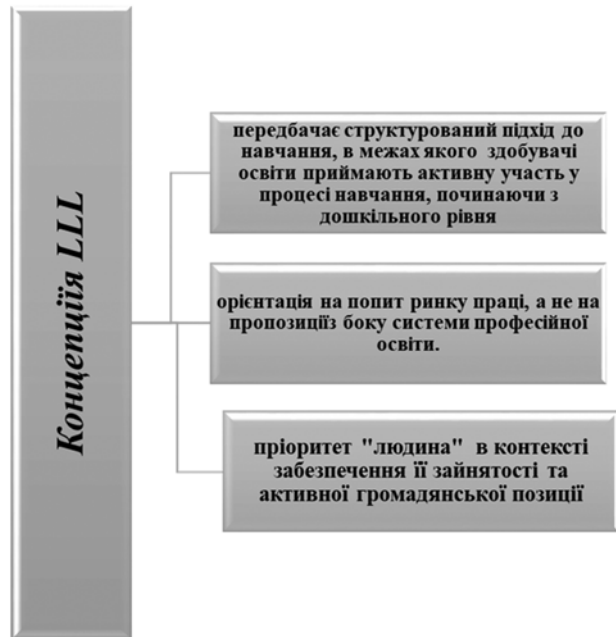 Концепціїя LLL
передбачає структурований підхід до
навчання, в межах якого здобувачі
освіти приймають активну участь у
процесі навчання, починаючи з
дошкільного рівня
орієнтація на попит ринку праці, а не на
пропозиціїз боку системи професійної
освіти.
пріоритет "людина" в контексті
забезпечення її зайнятості та
активної громадянської позиції